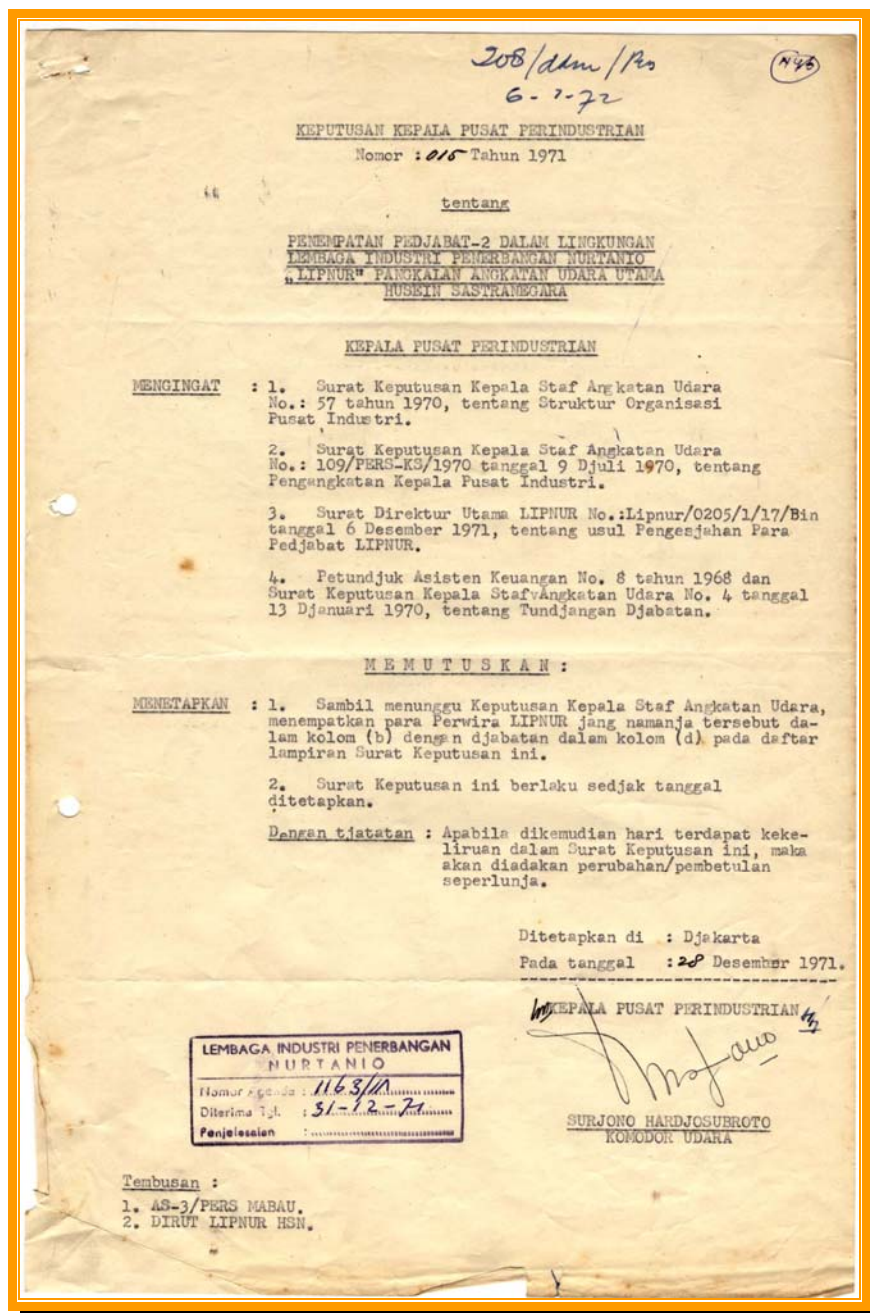 208/ddm/Prs
6-1-72
446
KEPUTUSAN KEPALA PUSAT PERINDUSTRIAN
Nomor : 015 Tahun 1971
tentang
PENEMPATAN PEDJABAT-2 DALAM LINGKUNGAN
LEMBAGA INDUSTRI PENERBANGAN NURTANIO
„LIPNUR" PANGKALAN ANGKATAN UDARA UTAMA
HUSEIN SASTRANEGARA
KEPALA PUSAT PERINDUSTRIAN
MENGINGAT : 1. Surat Keputusan Kepala Staf Angkatan Udara
No.: 57 tahun 1970, tentang Struktur Organisasi
Pusat Industri.
2. Surat Keputusan Kepala Staf Angkatan Udara
No.: 109/PERS-KS/1970 tanggal 9 Djuli 1970, tentang
Pengangkatan Kepala Pusat Industri.
3. Surat Direktur Utama LIPNUR No.:Lipnur/0205/1/17/Bin
tanggal 6 Desember 1971, tentang usul Pengesjahan Para
Pedjabat LIPNUR.
4. Petundjuk Asisten Keuangan No. 8 tahun 1968 dan
Surat Keputusan Kepala Staf Angkatan Udara No. 4 tanggal
13 Djanuari 1970, tentang Tundjangan Djabatan.
M E M U T U S K A N :
MENETAPKAN : 1. Sambil menunggu Keputusan Kepala Staf Angkatan Udara,
menempatkan para Perwira LIPNUR jang namanja tersebut da-
lam kolom (b) dengan djabatan dalam kolom (d) pada daftar
lampiran Surat Keputusan ini.
2. Surat Keputusan ini berlaku sedjak tanggal
ditetapkan.
Dengan tjatatan : Apabila dikemudian hari terdapat keke-
liruan dalam Surat Keputusan ini, maka
akan diadakan perubahan/pembetulan
seperlunja.
Ditetapkan di : Djakarta
Pada tanggal : 28 Desember 1971.
KEPALA PUSAT PERINDUSTRIAN
SURJONO HARDJOSUBROTO
KOMODOR UDARA
LEMBAGA INDUSTRI PENERBANGAN
NURTANIO
Nomor Agenda : 1163/
Diterima Tgl. : 31-12-71
Penjelesaian :
Tembusan :
1. AS-3/PERS MABAU.
2. DIRUT LIPNUR HSN.